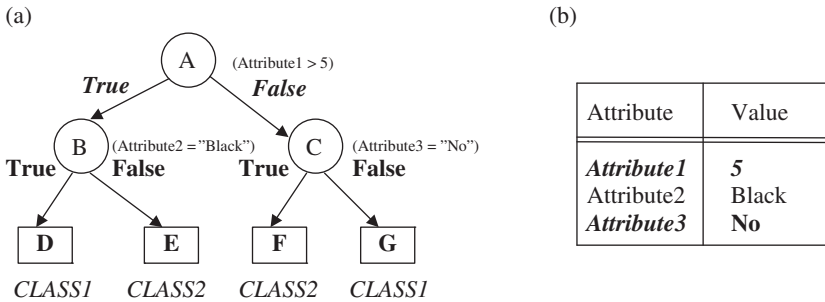 (a)
(b)
A (Attribute1 > 5)
True False
B (Attribute2 = ”Black”) C (Attribute3 = ”No”)
True False True False
D E F G
CLASS1 CLASS2 CLASS2 CLASS1
Attribute Value
Attribute1 5
Attribute2 Black
Attribute3 No